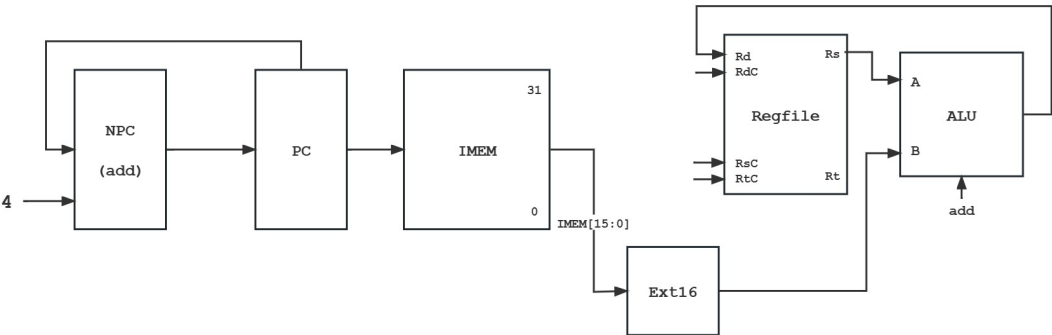 NPC
(add)
4
PC
31
IMEM
0
IMEM[15:0]
Ext16
Rd
RdC
Rs
Regfile
RsC
RtC
Rt
A
ALU
B
add